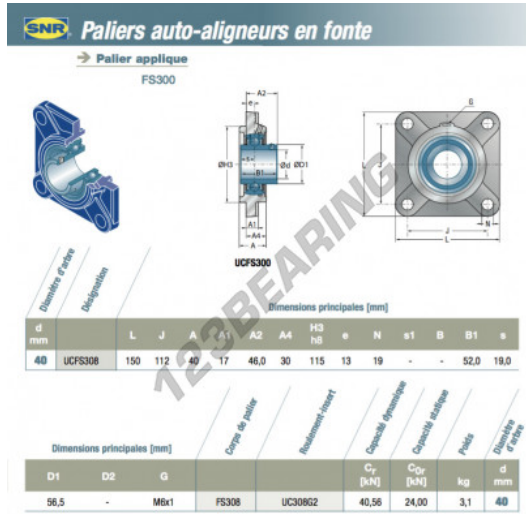 SNR Paliers auto-aligneurs en fonte
Palier applique
FS300
A2
e
G
ØH3
s
B1
Ød
ØD1
L
J
A1
A4
A
N
J
L
UCFS300
123BEARING
Diamètre d'arbre
Désignation
Dimensions principales [mm]
d mm L J A A1 A2 A4 H3 h8 e N s1 B B1 s
40 UCFS308 150 112 40 17 46,0 30 115 13 19 - - 52,0 19,0
Dimensions principales [mm]
Corps de palier
Roulement-insert
Capacité dynamique
Capacité statique
Poids
Diamètre d'arbre
D1 D2 G Cr [kN] C0r [kN] kg d mm
56,5 - M6x1 FS308 UC308G2 40,56 24,00 3,1 40